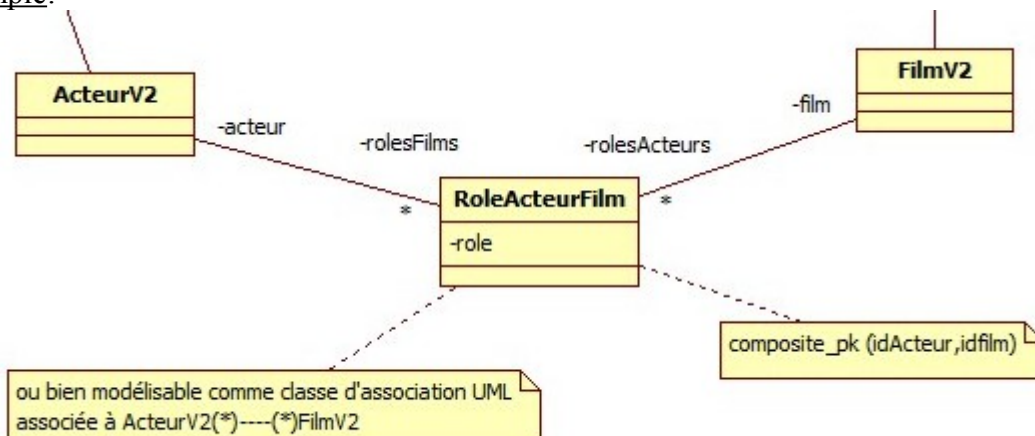 ActeurV2
FilmV2
-acteur
-film
-rolesFilms
-rolesActeurs
*
*
RoleActeurFilm
-role
composite_pk (idActeur,idfilm)
ou bien modélisable comme classe d'association UML
associée à ActeurV2(*)----(*)FilmV2